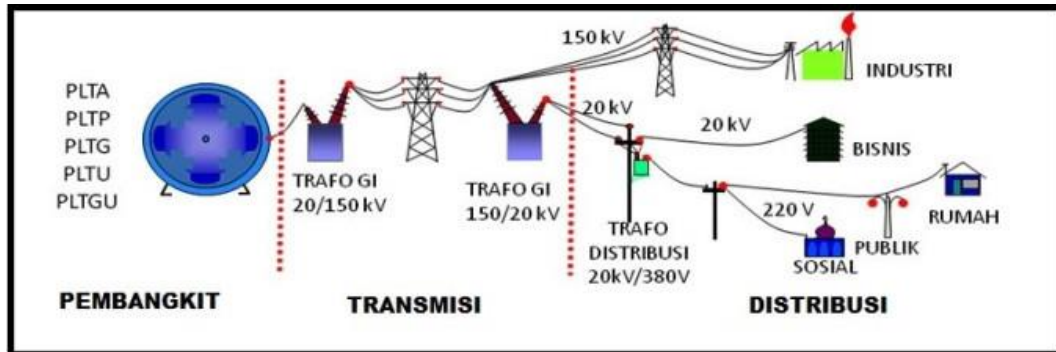 PLTA
PLTP
PLTG
PLTU
PLTGU
PEMBANGKIT
TRAFO GI
20/150 kV
TRAFO GI
150/20 kV
TRANSMISI
150 kV
INDUSTRI
20 kV
20 kV
BISNIS
TRAFO
DISTRIBUSI
20kV/380V
220 V
SOSIAL
PUBLIK
RUMAH
DISTRIBUSI